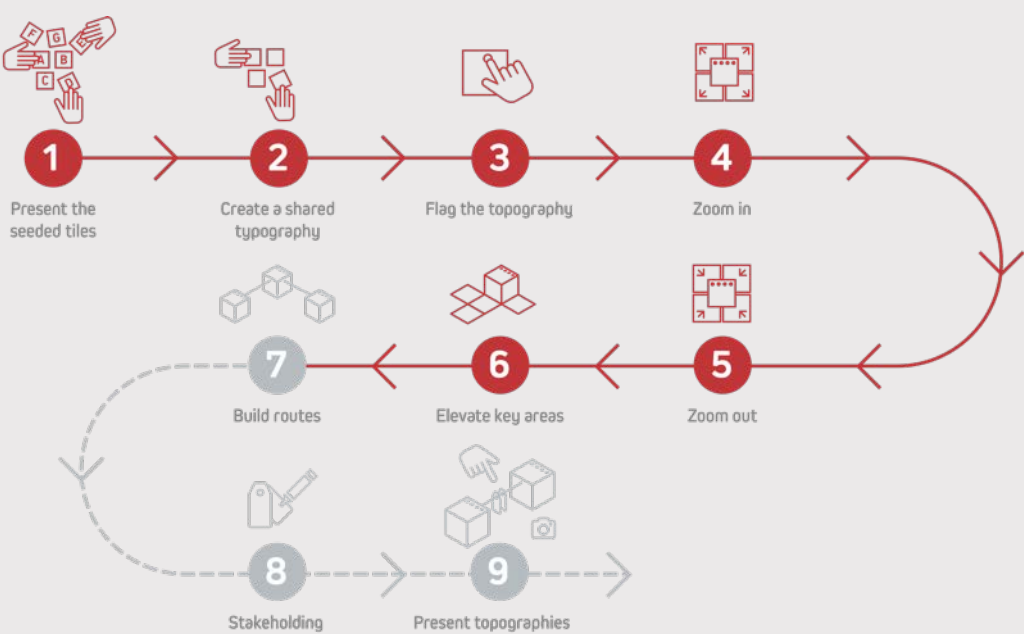 F
G
E
A
B
C
D
1
2
3
4
Present the
seeded tiles
Create a shared
typography
Flag the topography
Zoom in
7
6
5
Build routes
Elevate key areas
Zoom out
8
9
Stakeholding
Present topographies